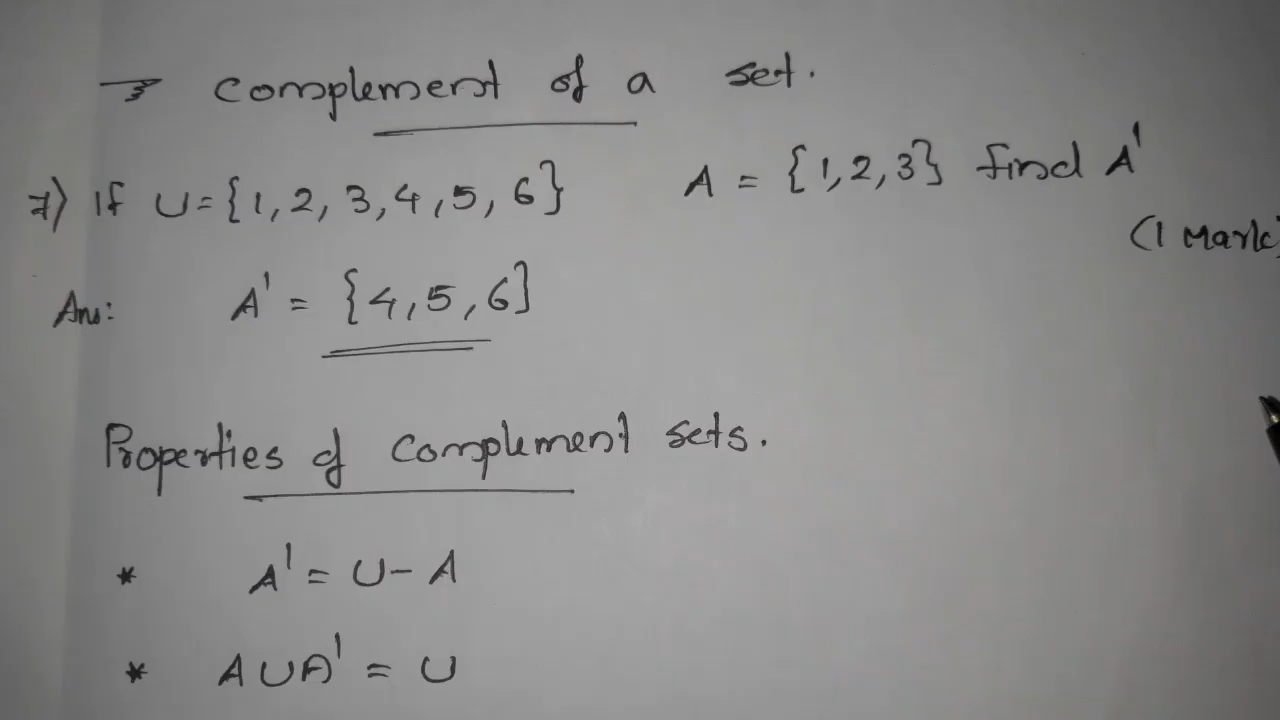 → Complement of a set.
7) If U = {1, 2, 3, 4, 5, 6} A = {1, 2, 3} find A'
(1 Mark)
Ans: A' = {4, 5, 6}
Properties of complement sets.
* A' = U - A
* A ∪ A' = U